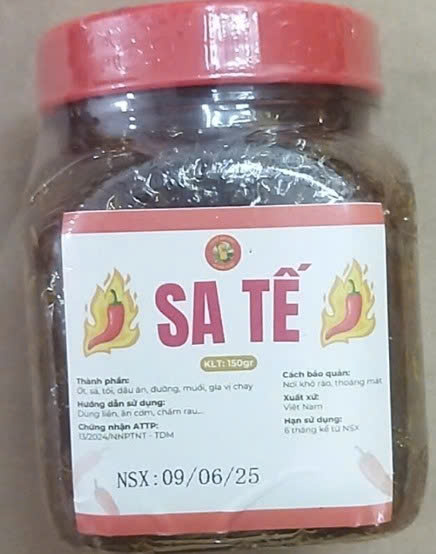 SA TẾ
KLT: 150gr
Thành phần:
Ớt, sả, tỏi, dầu ăn, đường, muối, gia vị chay
Hướng dẫn sử dụng:
Dùng liền, ăn cơm, chấm rau,...
Chứng nhận ATTP:
13/2024/NNPTNT - TDM
Cách bảo quản:
Nơi khô ráo, thoáng mát
Xuất xứ:
Việt Nam
Hạn sử dụng:
6 tháng kể từ NSX
NSX: 09/06/25